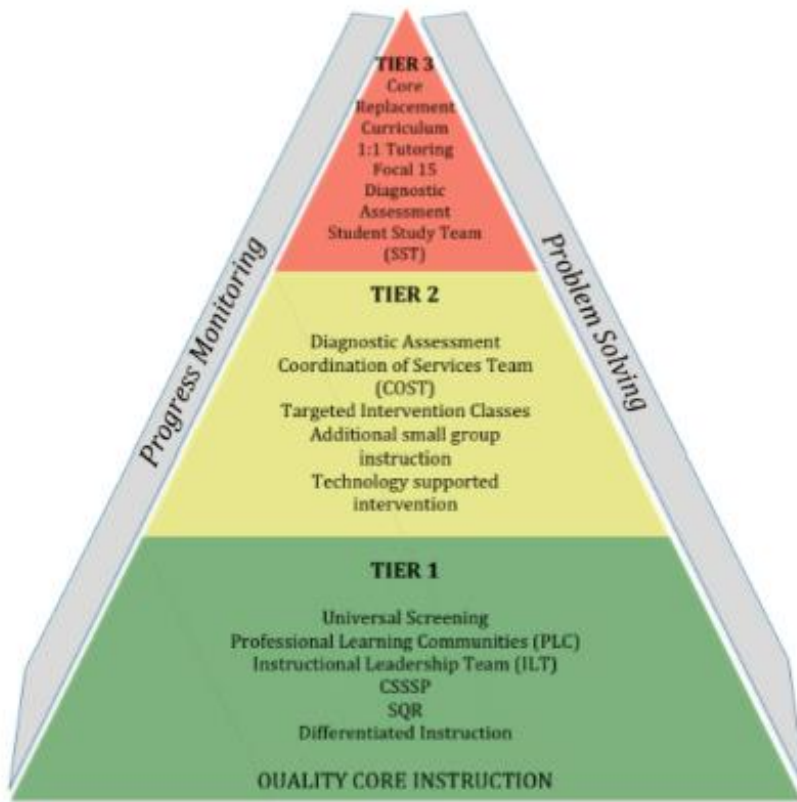 TIER 3
Core
Replacement
Curriculum
1:1 Tutoring
Focal 15
Diagnostic
Assessment
Student Study Team
(SST)
Progress Monitoring
Problem Solving
TIER 2
Diagnostic Assessment
Coordination of Services Team
(COST)
Targeted Intervention Classes
Additional small group
instruction
Technology supported
intervention
TIER 1
Universal Screening
Professional Learning Communities (PLC)
Instructional Leadership Team (ILT)
CSSSP
SQR
Differentiated Instruction
QUALITY CORE INSTRUCTION